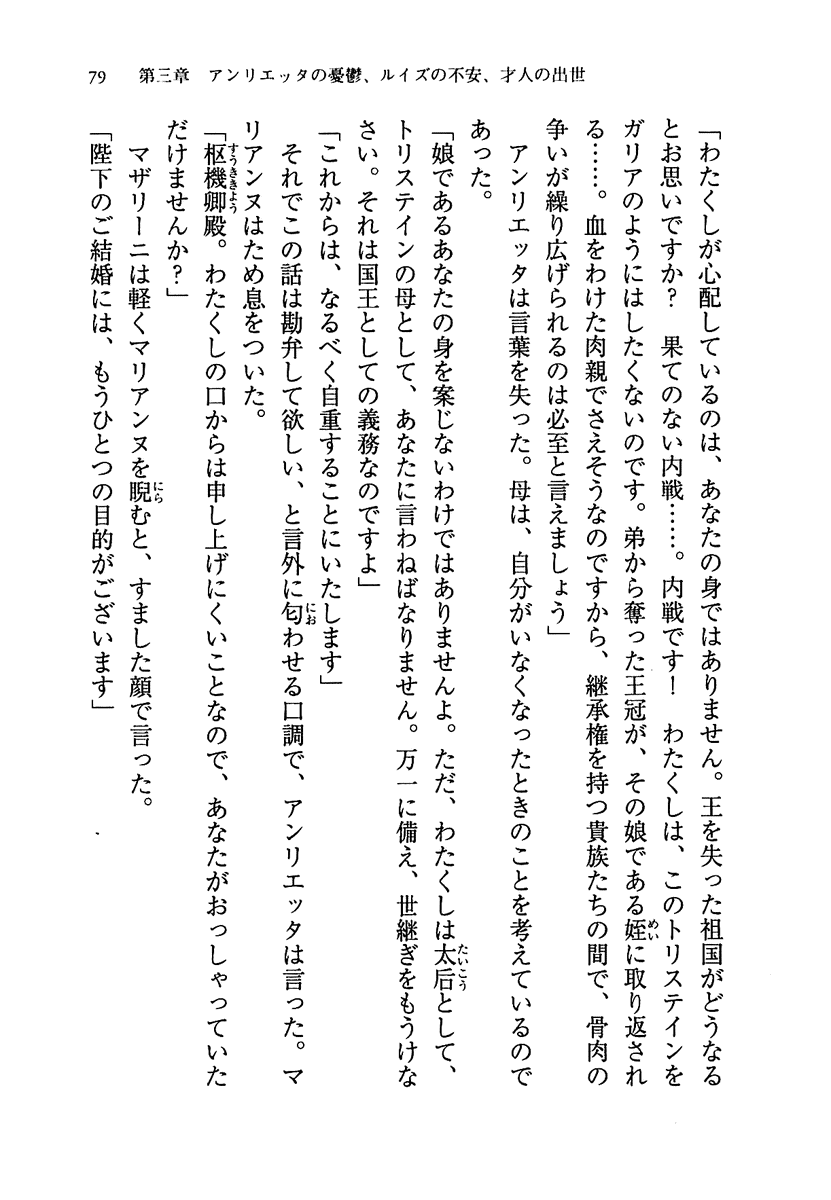 79　第三章　アンリエッタの憂鬱、ルイズの不安、才人の出世
「わたくしが心配しているのは、あなたの身ではありません。王を失った祖国がどうなる
とお思いですか？　果てのない内戦……。内戦です！　わたくしは、このトリステインを
ガリアのようにはしたくないのです。弟から奪った王冠が、その娘である姪に取り返され
る……。血をわけた肉親でさえそうなのですから、継承権を持つ貴族たちの間で、骨肉の
争いが繰り広げられるのは必至と言えましょう」
　アンリエッタは言葉を失った。母は、自分がいなくなったときのことを考えているので
あった。
「娘であるあなたの身を案じないわけではありませんよ。ただ、わたくしは太后として、
トリステインの母として、あなたに言わねばなりません。万一に備え、世継ぎをもうけな
さい。それは国王としての義務なのですよ」
「これからは、なるべく自重することにいたします」
　それでこの話は勘弁して欲しい、と言外に匂わせる口調で、アンリエッタは言った。マ
リアンヌはため息をついた。
「枢機卿殿。わたくしの口からは申し上げにくいことなので、あなたがおっしゃっていた
だけませんか？」
　マザリーニは軽くマリアンヌを睨むと、すました顔で言った。
「陛下のご結婚には、もうひとつの目的がございます」